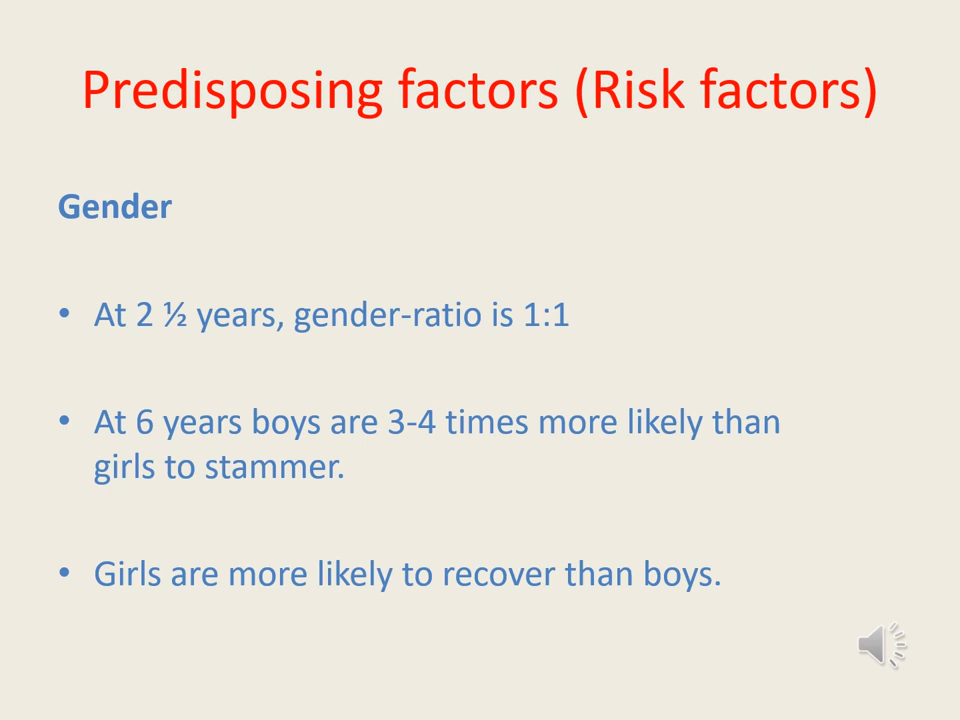 Predisposing factors (Risk factors)
Gender
• At 2 ½ years, gender-ratio is 1:1
• At 6 years boys are 3-4 times more likely than
girls to stammer.
• Girls are more likely to recover than boys.